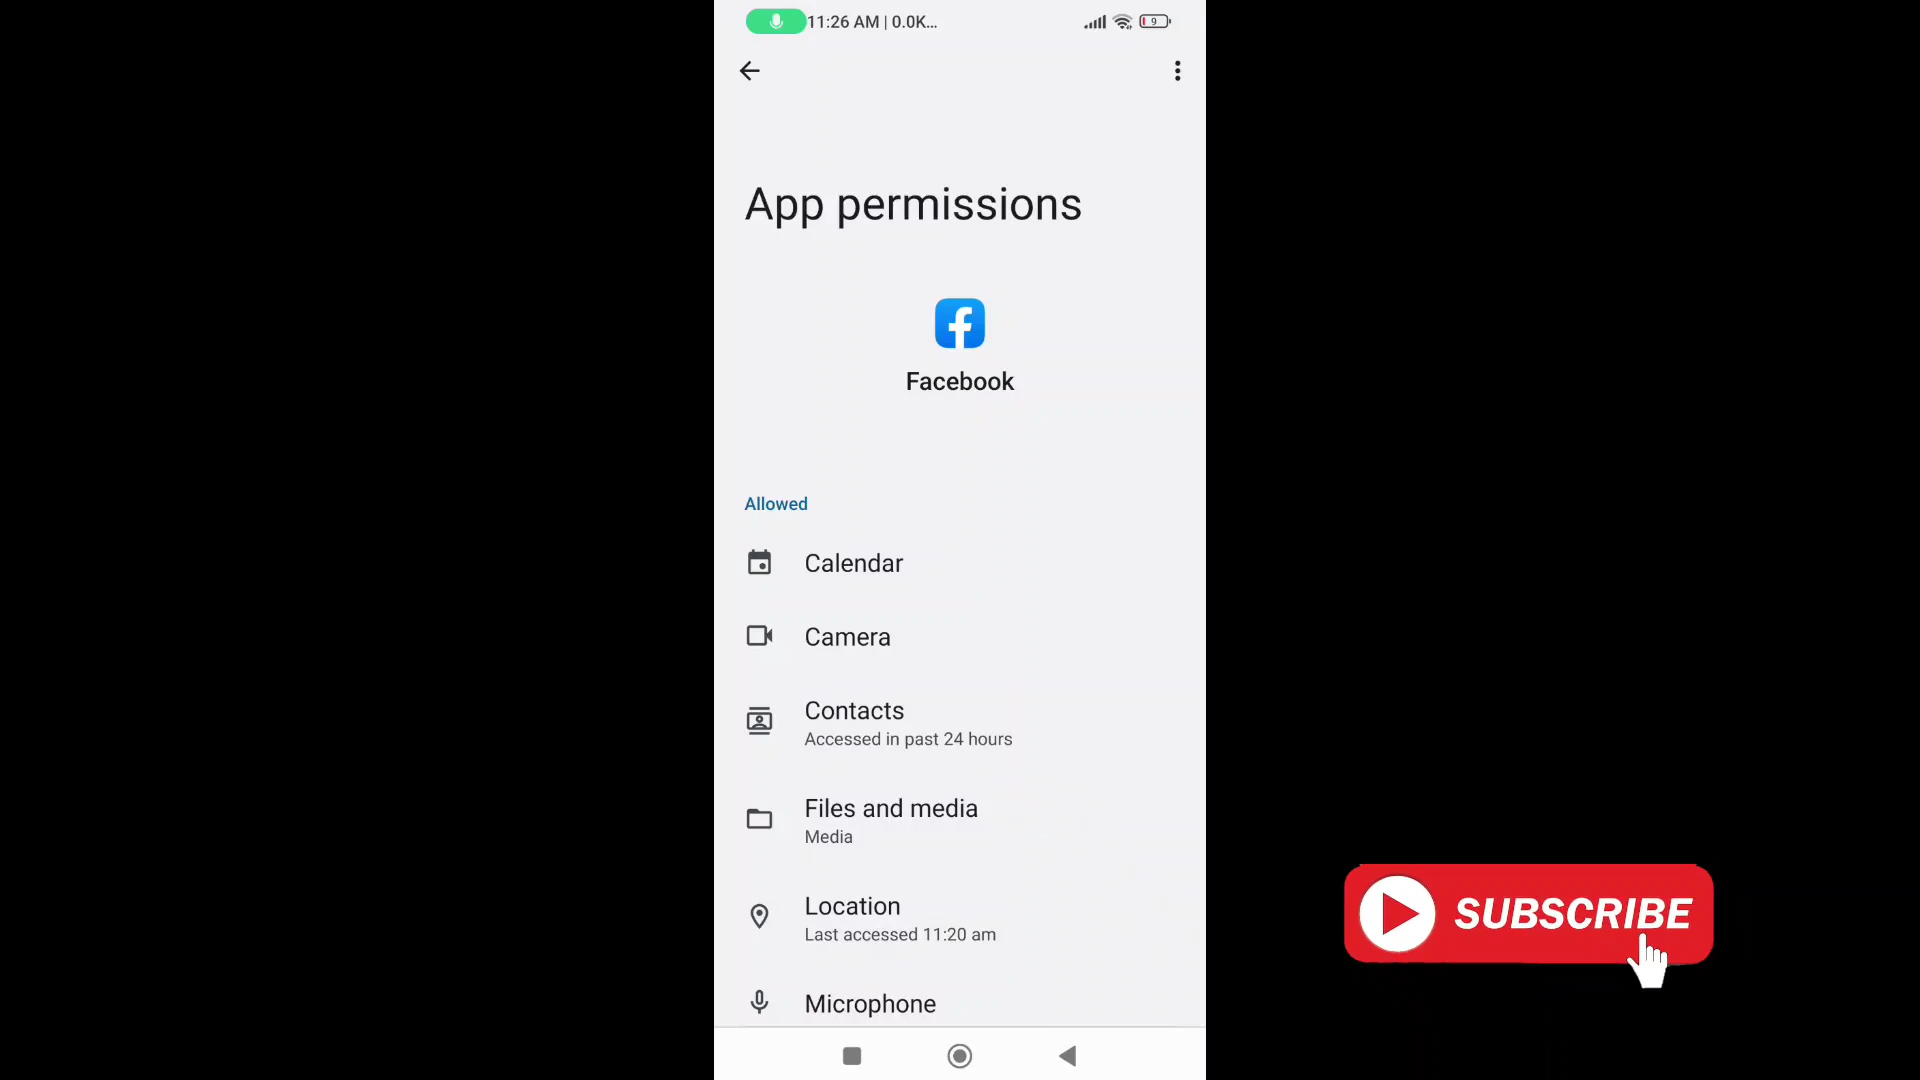 11:26 AM | 0.0K...
9
App permissions
Facebook
Allowed
Calendar
Camera
Contacts
Accessed in past 24 hours
Files and media
Media
Location
Last accessed 11:20 am
Microphone
SUBSCRIBE